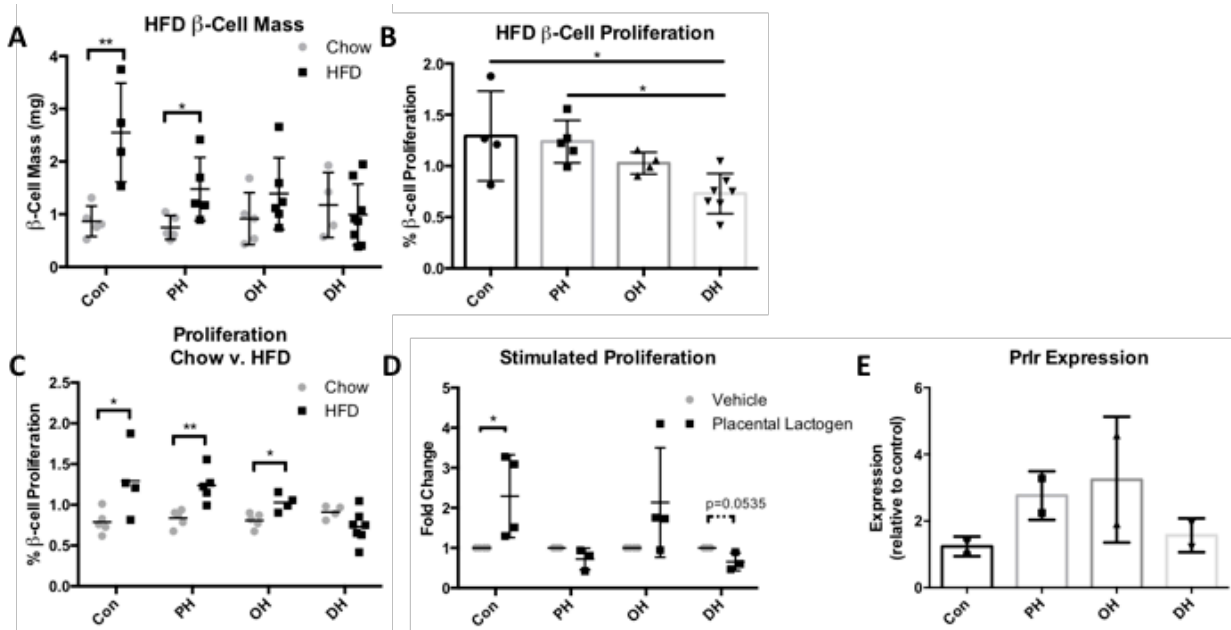 A
HFD β-Cell Mass
**
*
Chow
HFD
β-Cell Mass (mg)
4
3
2
1
0
Con
PH
OH
DH
B
HFD β-Cell Proliferation
*
*
% β-cell Proliferation
2.0
1.5
1.0
0.5
0.0
Con
PH
OH
DH
C
Proliferation
Chow v. HFD
*
**
*
Chow
HFD
% β-cell Proliferation
2.5
2.0
1.5
1.0
0.5
0.0
Con
PH
OH
DH
D
Stimulated Proliferation
*
p=0.0535
Vehicle
Placental Lactogen
Fold Change
5
4
3
2
1
0
Con
PH
OH
DH
E
Prlr Expression
Expression
(relative to control)
6
4
2
0
Con
PH
OH
DH